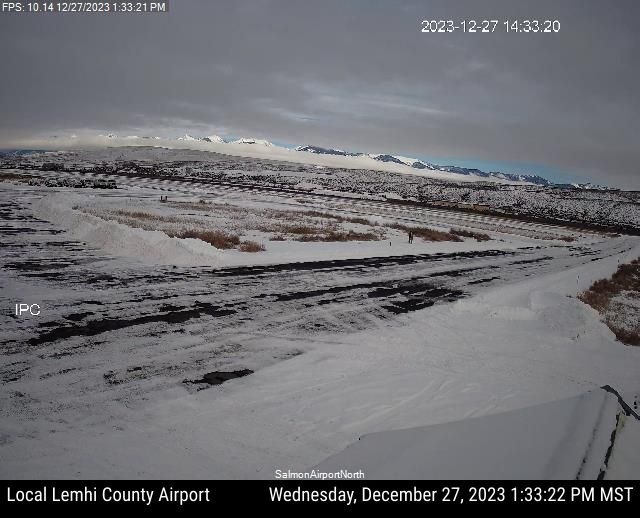 FPS: 10.14 12/27/2023 1:33:21 PM
2023-12-27 14:33:20
IPC
SalmonAirportNorth
Local Lemhi County Airport
Wednesday, December 27, 2023 1:33:22 PM MST